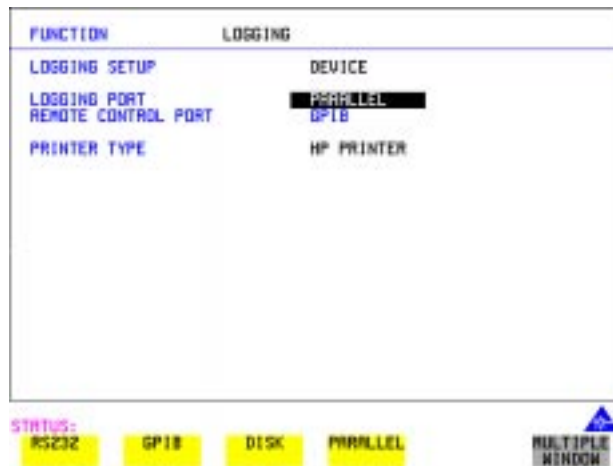 FUNCTION LOGGING
LOGGING SETUP DEVICE
LOGGING PORT PARALLEL
REMOTE CONTROL PORT GPIB
PRINTER TYPE HP PRINTER
STATUS:
RS232 GPIB DISK PARALLEL MULTIPLE WINDOW